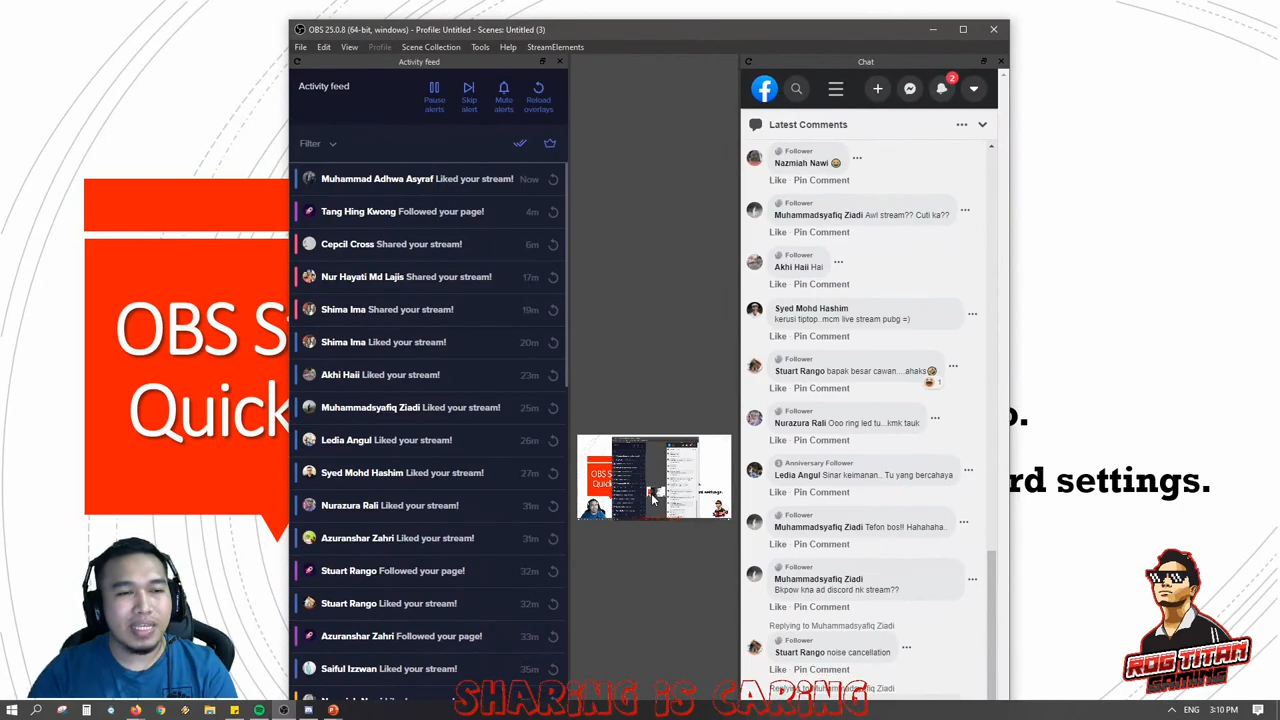 OBS 25.0.8 (64-bit, windows) - Profile: Untitled - Scenes: Untitled (3)
File Edit View Profile Scene Collection Tools Help StreamElements
Activity feed
Chat
Activity feed
Pause alerts
Skip alert
Mute alerts
Reload overlays
Filter
Muhammad Adhwa Asyraf Liked your stream! Now
Tang Hing Kwong Followed your page! 4m
Cepcil Cross Shared your stream! 6m
Nur Hayati Md Lajis Shared your stream! 17m
Shima Ima Shared your stream! 19m
Shima Ima Liked your stream! 20m
Akhi Haii Liked your stream! 23m
Muhammadsyafiq Ziadi Liked your stream! 25m
Ledia Angul Liked your stream! 26m
Syed Mohd Hashim Liked your stream! 27m
Nurazura Rali Liked your stream! 31m
Azuranshar Zahri Liked your stream! 31m
Stuart Rango Followed your page! 32m
Stuart Rango Liked your stream! 32m
Azuranshar Zahri Followed your page! 33m
Saiful Izzwan Liked your stream! 35m
2
Latest Comments
Follower
Nazmiah Nawi 😂
Like · Pin Comment
Follower
Muhammadsyafiq Ziadi Awl stream?? Cuti ka??
Like · Pin Comment
Follower
Akhi Haii Hai
Like · Pin Comment
Syed Mohd Hashim
kerusi tiptop..mcm live stream pubg =)
Like · Pin Comment
Follower
Stuart Rango bapak besar cawan....ahaks🤣
1
Like · Pin Comment
Follower
Nurazura Rali Ooo ring led tu...kmk tauk
Like · Pin Comment
Anniversary Follower
Ledia Angul Sinar keimanan.. Tu yang bercahaya
Like · Pin Comment
Follower
Muhammadsyafiq Ziadi Tefon bos!! Hahahaha..
Like · Pin Comment
Follower
Muhammadsyafiq Ziadi
Bkpow kna ad discord nk stream??
Like · Pin Comment
Replying to Muhammadsyafiq Ziadi
Follower
Stuart Rango noise cancellation
Like · Pin Comment
Replying to Muhammadsyafiq Ziadi
OBS S
Quick
rd settings.
ROG TITAN
GAMING
SHARING iS CARING
ENG 3:10 PM